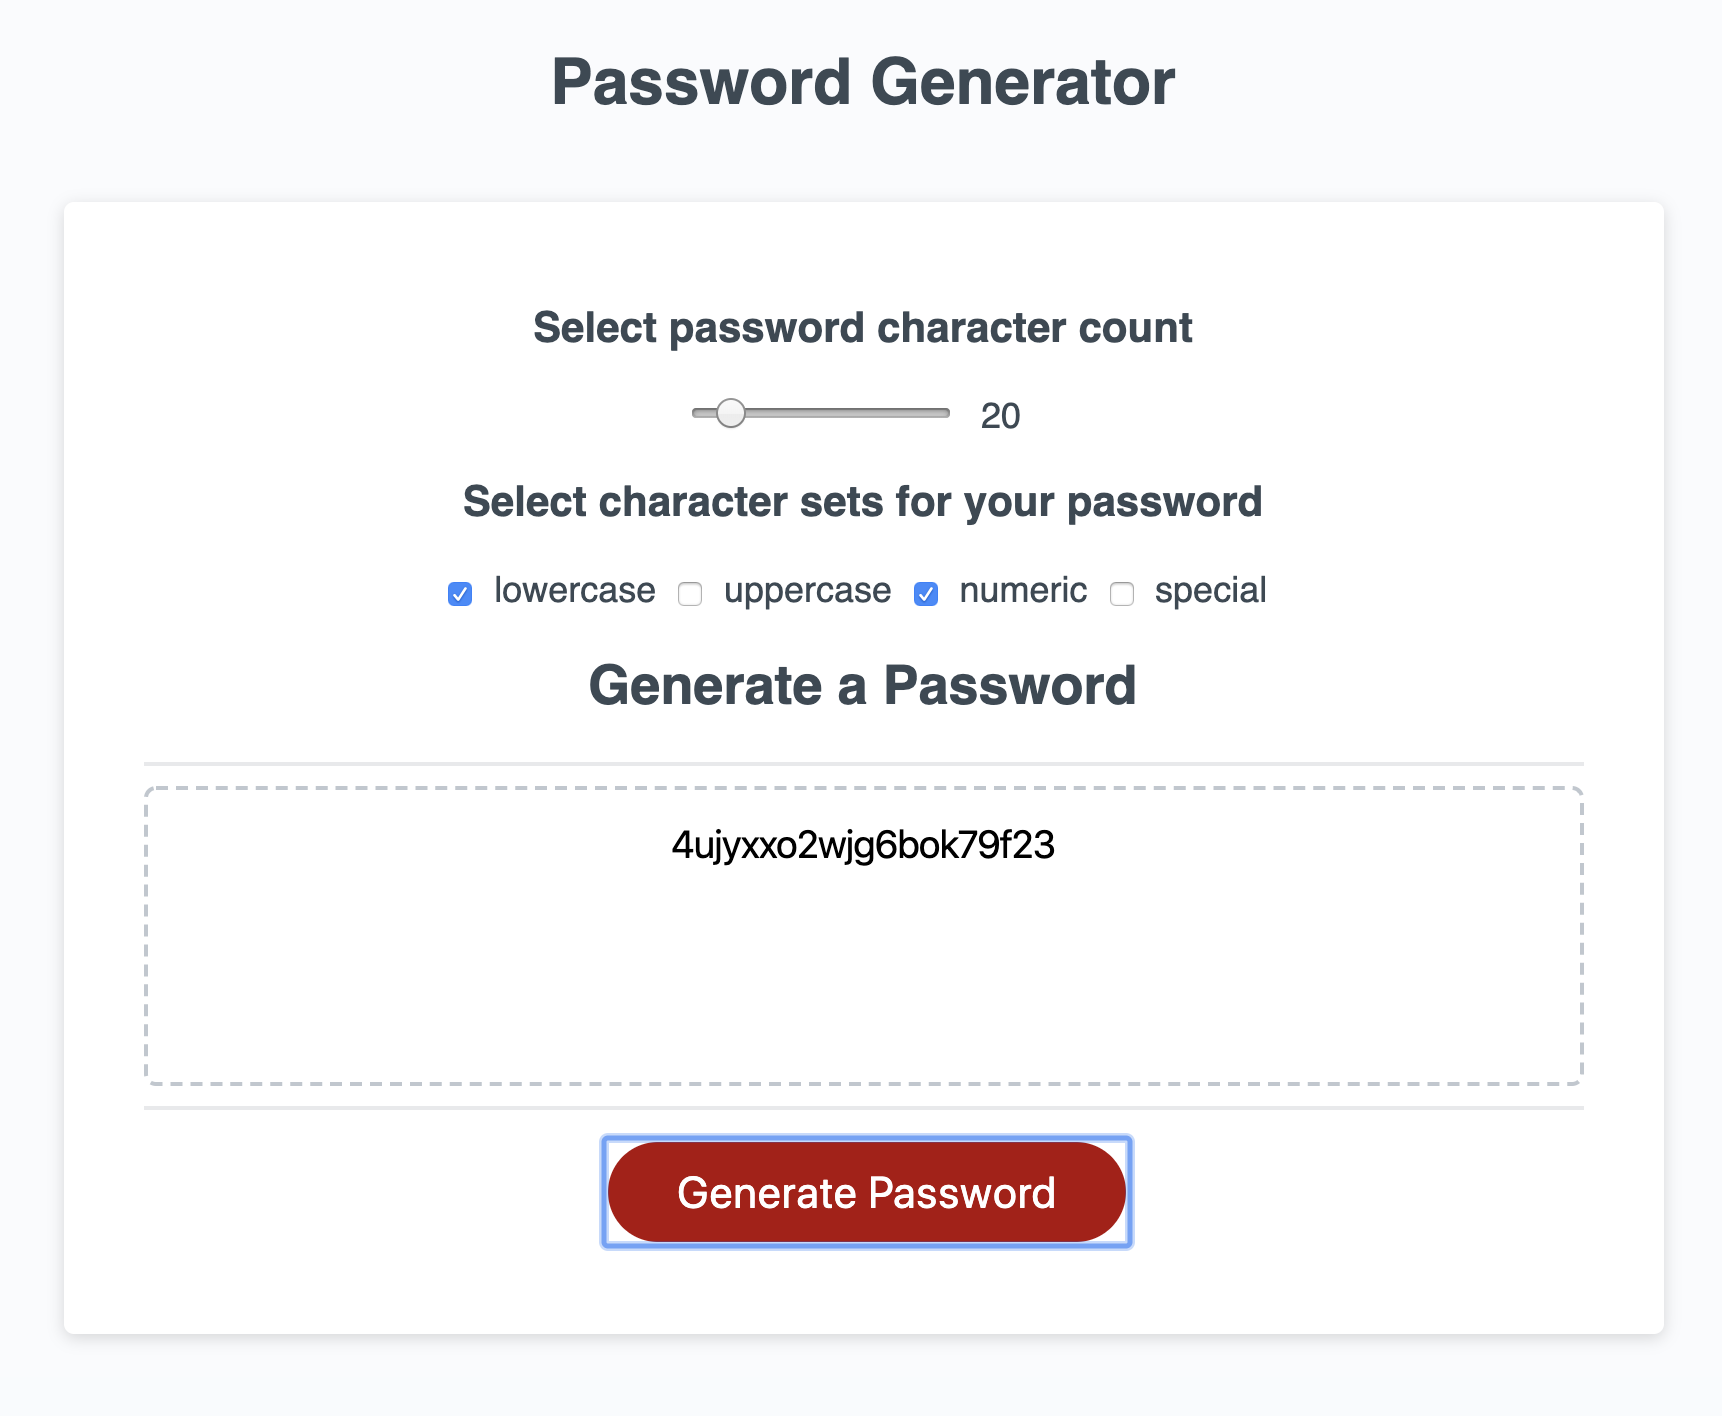 Password Generator
Select password character count
20
Select character sets for your password
lowercase uppercase numeric special
Generate a Password
4ujyxxo2wjg6bok79f23
Generate Password